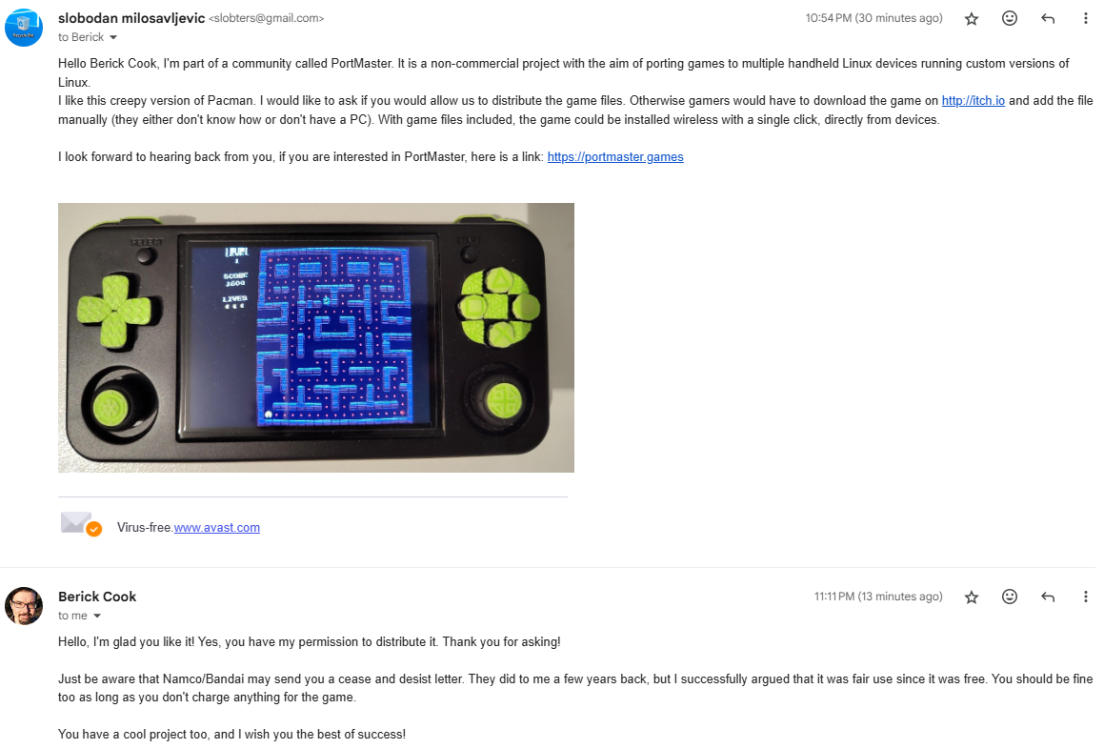 slobodan milosavljevic <slobters@gmail.com>
10:54 PM (30 minutes ago)
to Berick
Hello Berick Cook, I'm part of a community called PortMaster. It is a non-commercial project with the aim of porting games to multiple handheld Linux devices running custom versions of
Linux.
I like this creepy version of Pacman. I would like to ask if you would allow us to distribute the game files. Otherwise gamers would have to download the game on http://itch.io and add the file
manually (they either don't know how or don't have a PC). With game files included, the game could be installed wireless with a single click, directly from devices.
I look forward to hearing back from you, if you are interested in PortMaster, here is a link: https://portmaster.games
SELECT
LEVEL
1
SCORE
LIVES
Virus-free.www.avast.com
Berick Cook
11:11 PM (13 minutes ago)
to me
Hello, I'm glad you like it! Yes, you have my permission to distribute it. Thank you for asking!
Just be aware that Namco/Bandai may send you a cease and desist letter. They did to me a few years back, but I successfully argued that it was fair use since it was free. You should be fine
too as long as you don't charge anything for the game.
You have a cool project too, and I wish you the best of success!